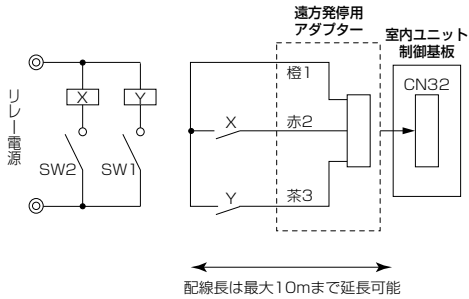 遠方発停用
アダプター
室内ユニット
制御基板
橙1
CN32
X
Y
X
赤2
リレー電源
SW2
SW1
Y
茶3
配線長は最大10mまで延長可能